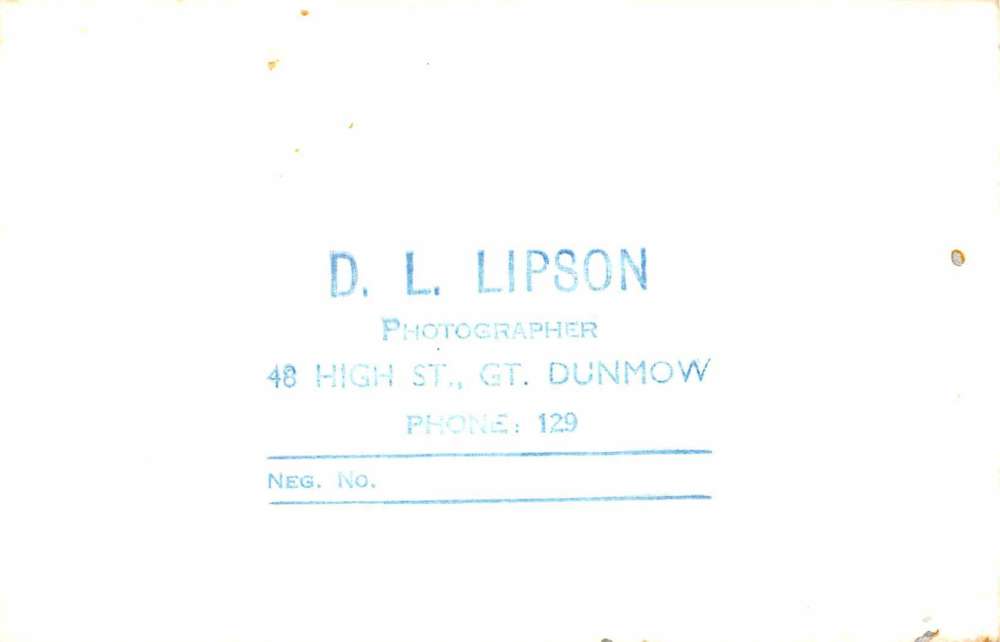 D. L. LIPSON
PHOTOGRAPHER
48 HIGH ST., GT. DUNMOW
PHONE: 129
NEG. NO.